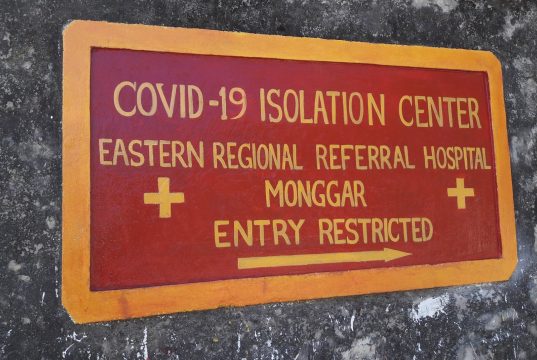 COVID-19 ISOLATION CENTER
EASTERN REGIONAL REFERRAL HOSPITAL
MONGGAR
ENTRY RESTRICTED